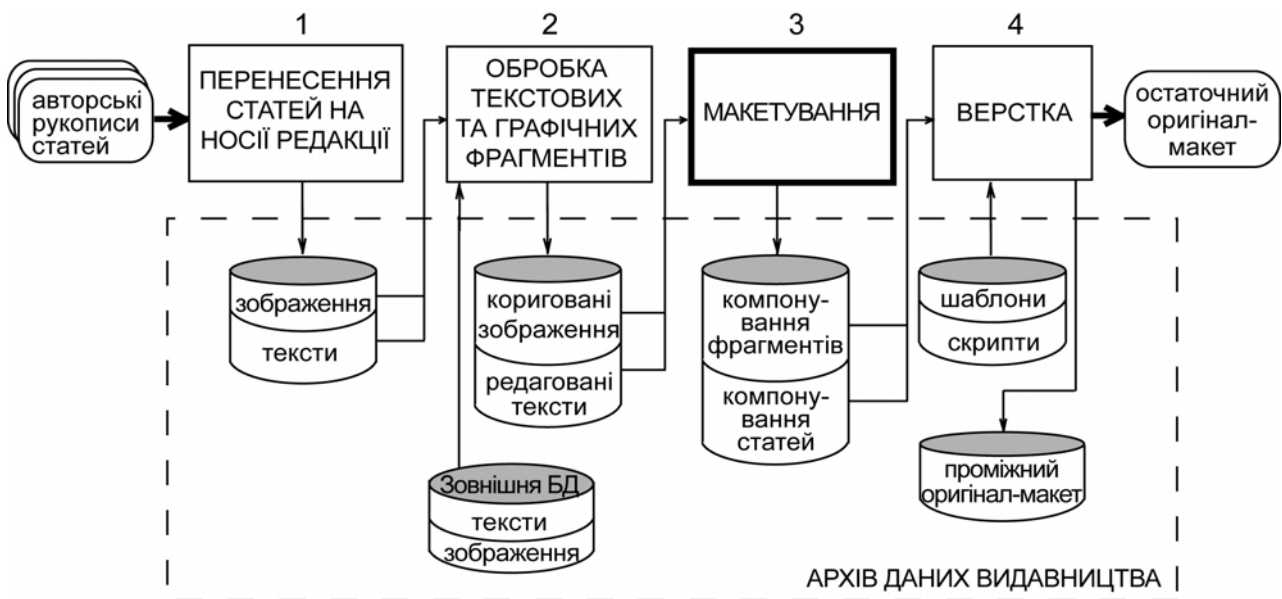 1
2
3
4
авторські
рукописи
статей
ПЕРЕНЕСЕННЯ
СТАТЕЙ НА
НОСІЇ РЕДАКЦІЇ
ОБРОБКА
ТЕКСТОВИХ
ТА ГРАФІЧНИХ
ФРАГМЕНТІВ
МАКЕТУВАННЯ
ВЕРСТКА
остаточний
оригінал-
макет
зображення
тексти
кориговані
зображення
редаговані
тексти
компону-
вання
фрагментів
компону-
вання
статей
шаблони
скрипти
Зовнішня БД
тексти
зображення
проміжний
оригінал-макет
АРХІВ ДАНИХ ВИДАВНИЦТВА